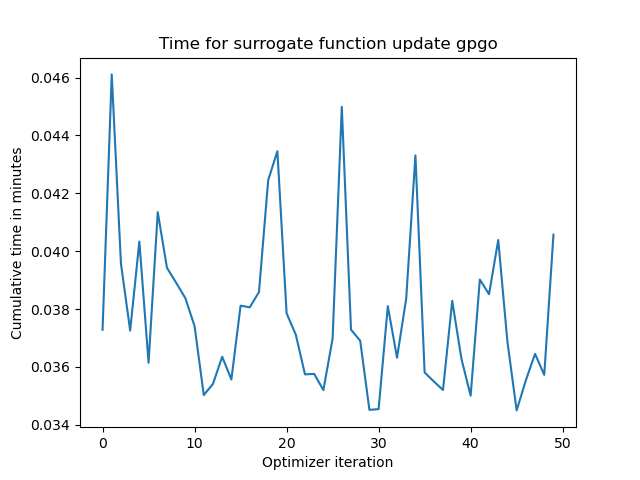 Time for surrogate function update gpgo
Cumulative time in minutes
0.046
0.044
0.042
0.040
0.038
0.036
0.034
0 10 20 30 40 50
Optimizer iteration